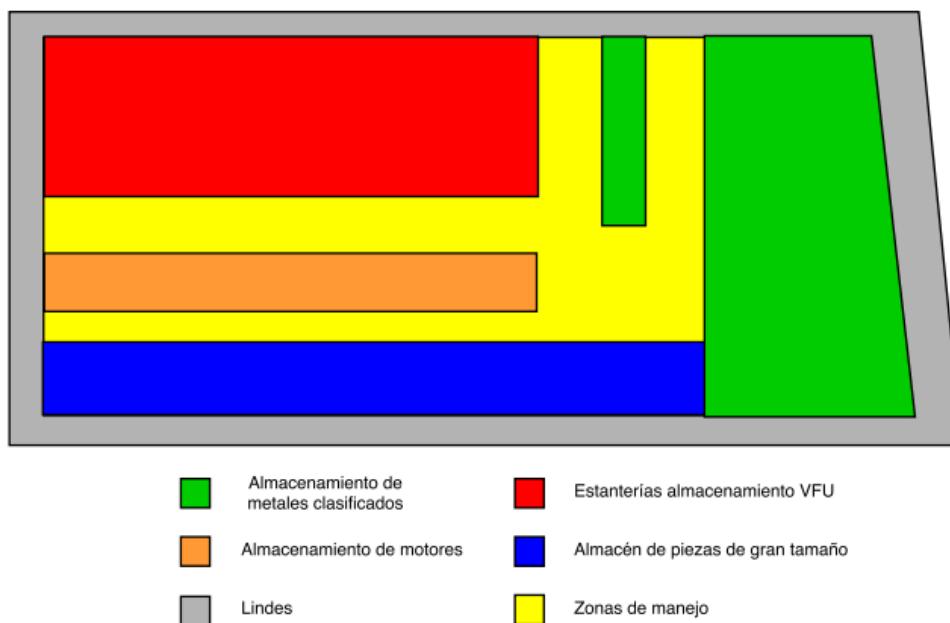 Almacenamiento de
metales clasificados
Estanterías almacenamiento VFU
Almacenamiento de motores
Almacén de piezas de gran tamaño
Lindes
Zonas de manejo